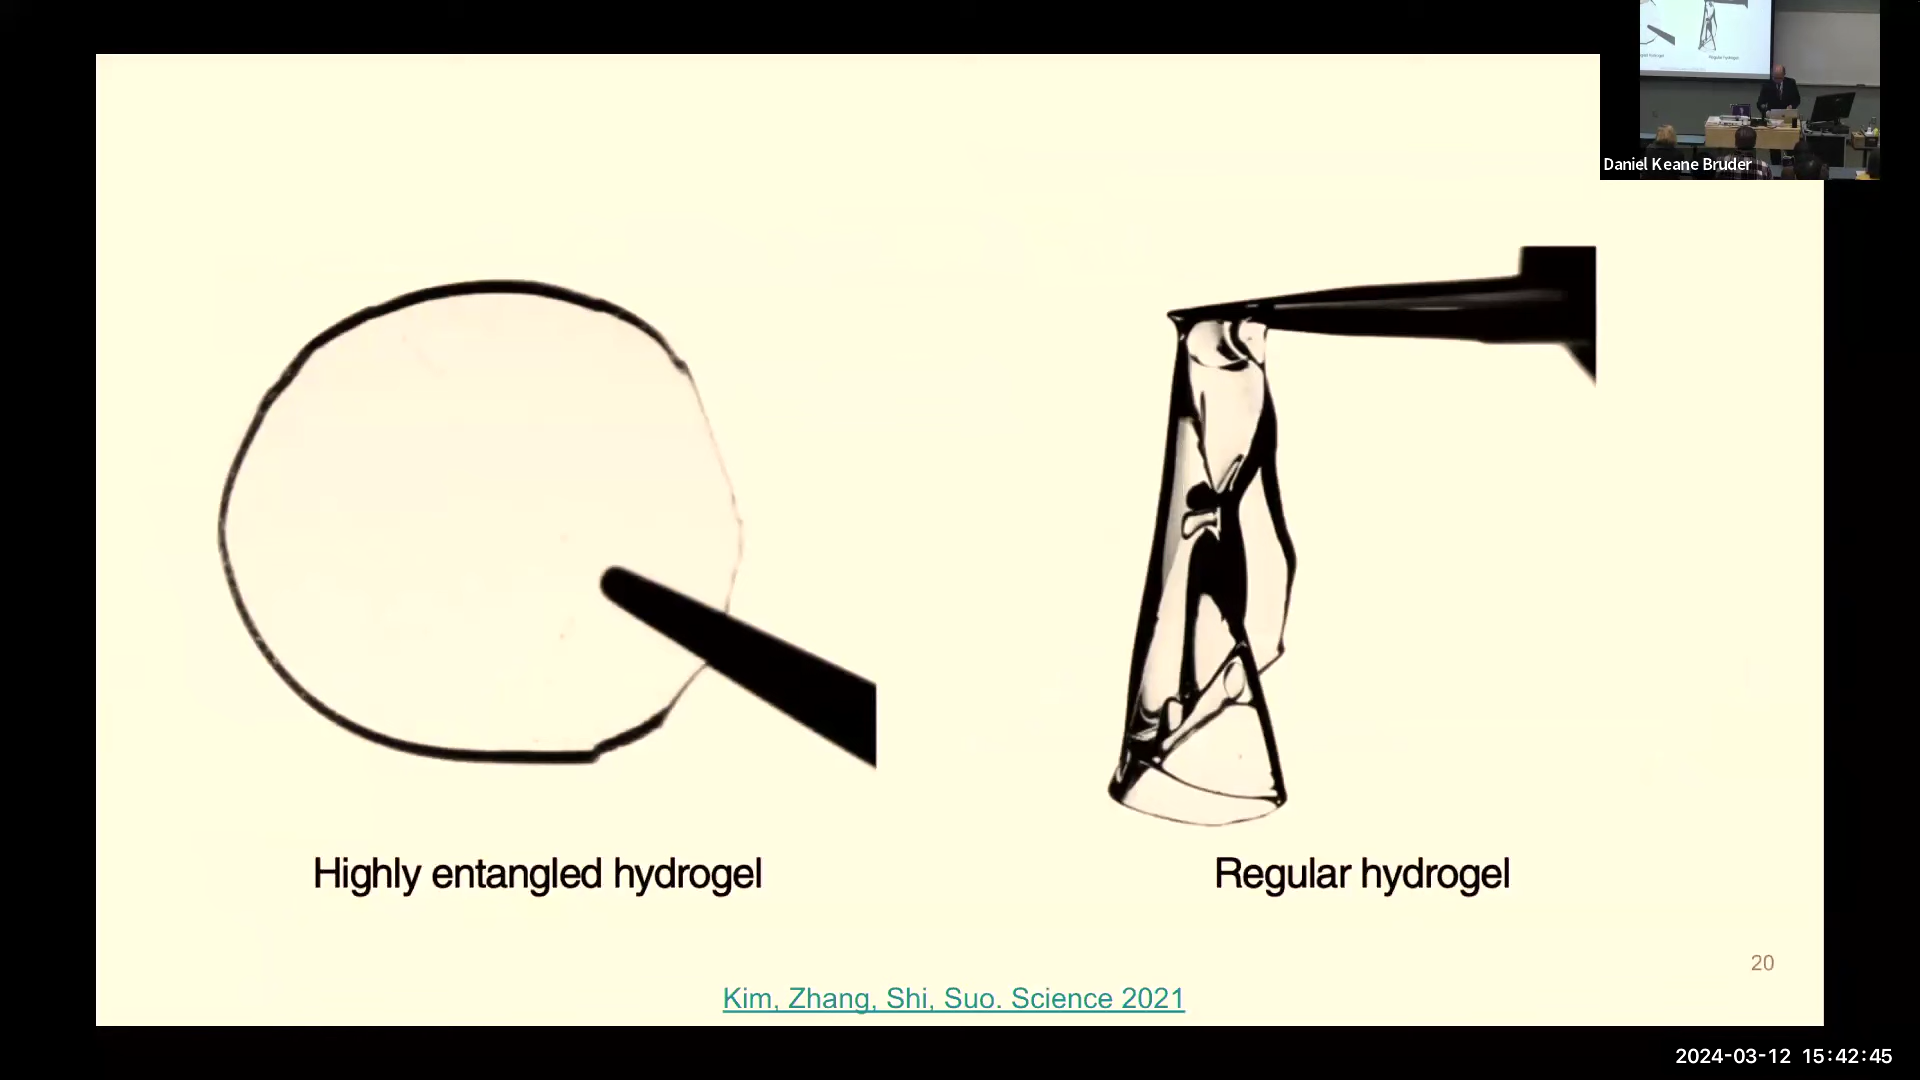 Daniel Keane Bruder
Highly entangled hydrogel
Regular hydrogel
20
Kim, Zhang, Shi, Suo. Science 2021
2024-03-12 15:42:45